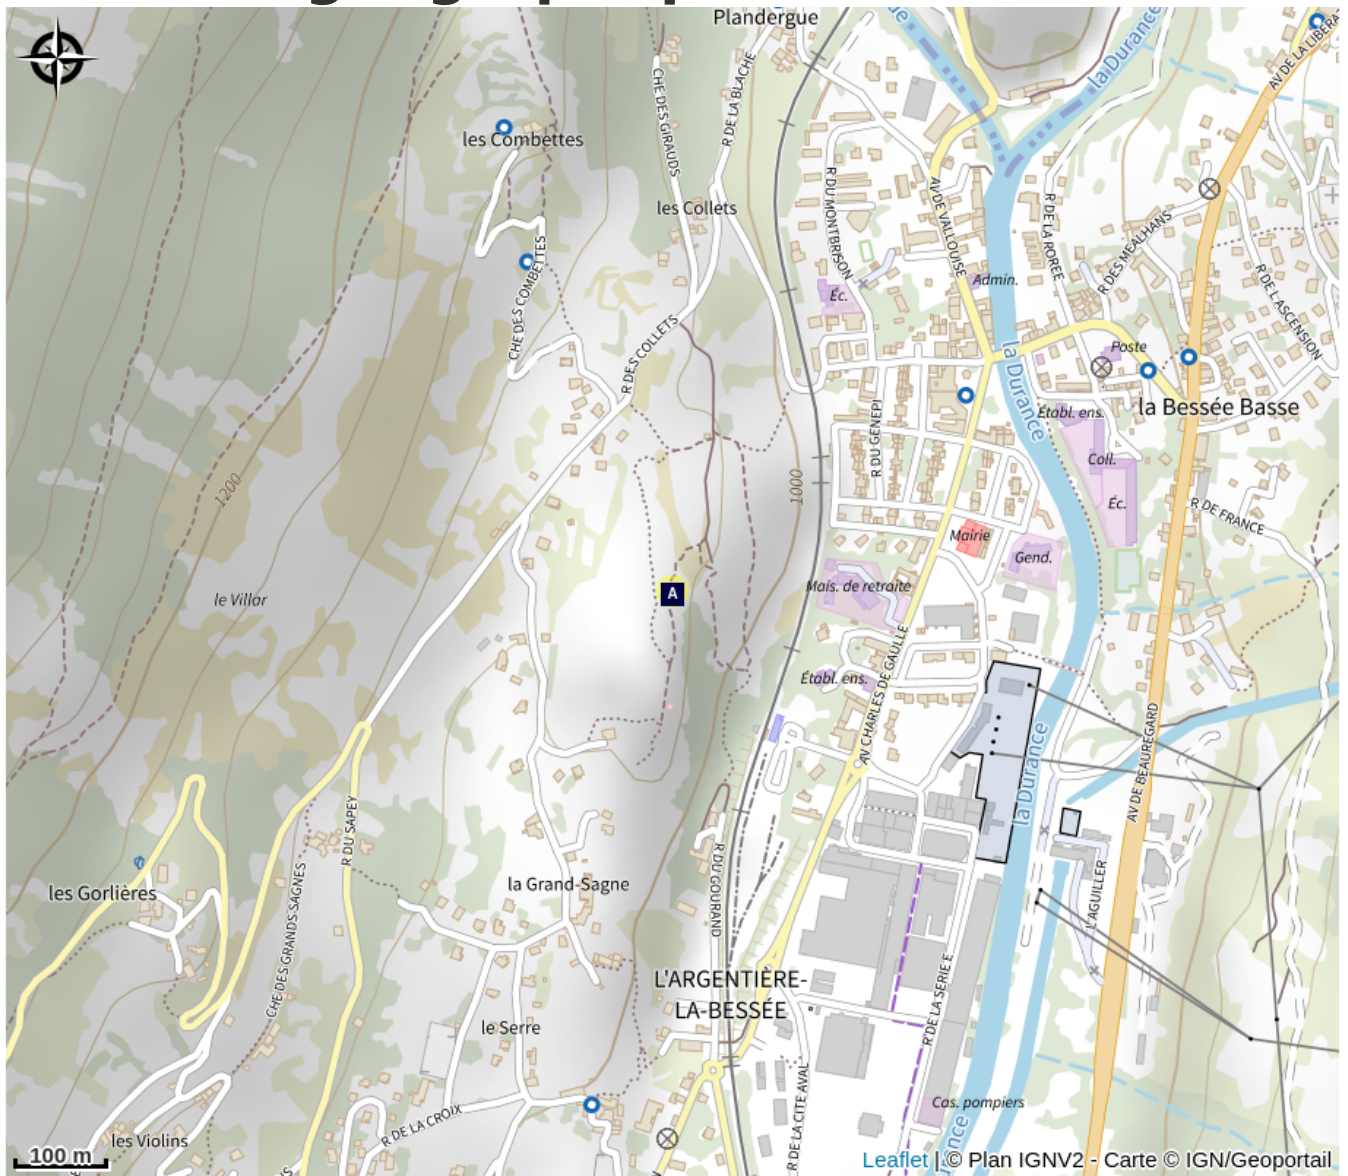 Plandergue
la Durance
AV DE LA LIBERA
CHE DES GIRAUDS
R DE LA BLACHE
les Combettes
les Collets
R DU MONTBRISON
AV DE VALLOUISE
R DE LA ROREE
R DES MEALHANS
R DE L ASCENSION
CHE DES COMBETTES
Éc.
Admin.
R DES COLLETS
la Durance
Poste
Établ. ens.
la Bessée Basse
R DU GENEPI
Coll.
1200
1000
Éc.
R DE FRANCE
Mairie
Gend.
le Villar
A
Mais. de retraite
Établ. ens.
AV CHARLES DE GAULLE
la Durance
AV DE BEAUREGARD
R DU SAPEY
les Gorlières
la Grand-Sagne
R DU GOURAND
L'AGUILLER
CHE DES GRANDS SAGNES
L'ARGENTIÈRE-
LA-BESSÉE
R DE LA SERIE E
le Serre
R DE LA CITE AVAL
Cas. pompiers
R DE LA CROIX
les Violins
100 m
Leaflet | © Plan IGNV2 - Carte © IGN/Geoportail